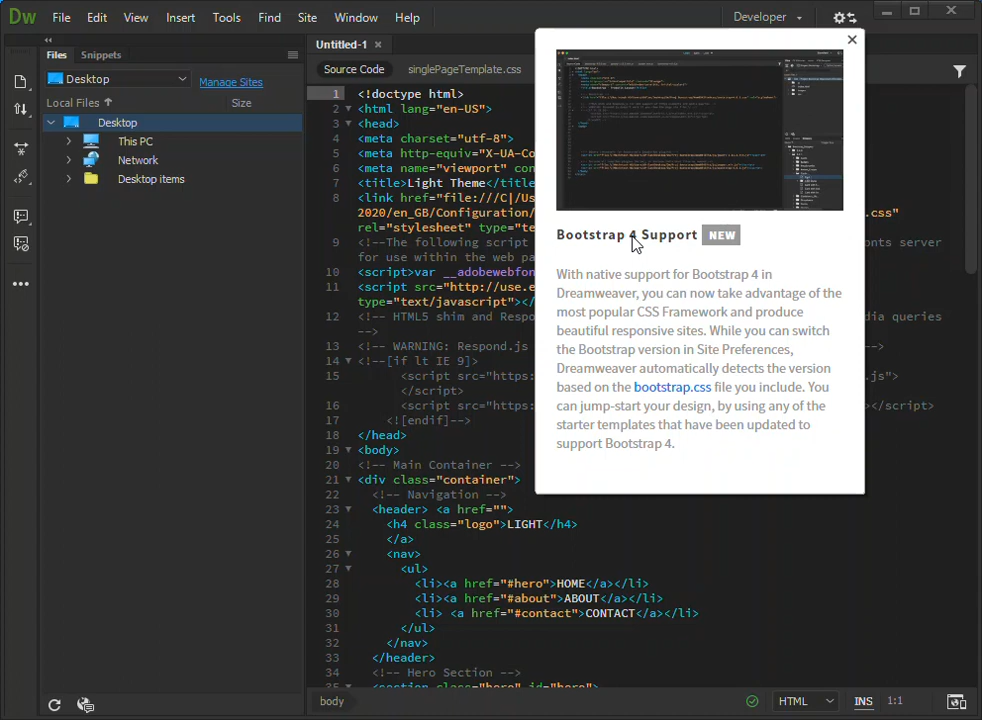 Dw File Edit View Insert Tools Find Site Window Help Developer
Files Snippets
Desktop Manage Sites
Local Files Size
Desktop
This PC
Network
Desktop items
Untitled-1
Source Code singlePageTemplate.css
1 <!doctype html>
2 <html lang="en-US">
3 <head>
4 <meta charset="utf-8">
5 <meta http-equiv="X-UA-Co
6 <meta name="viewport" con
7 <title>Light Theme</title
8 <link href="file:///C|/Us
2020/en_GB/Configuration/ css"
rel="stylesheet" type="te
9 <!--The following script onts server
for use within the web pa
10 <script>var __adobewebfon
11 <script src="http://use.e
type="text/javascript"></
12 <!-- HTML5 shim and Respo dia queries
-->
13 <!-- WARNING: Respond.js -->
14 <!--[if lt IE 9]>
15 <script src="https: .js">
</script>
16 <script src="https: ></script>
17 <![endif]-->
18 </head>
19 <body>
20 <!-- Main Container -->
21 <div class="container">
22 <!-- Navigation -->
23 <header> <a href="">
24 <h4 class="logo">LIGHT</h4>
25 </a>
26 <nav>
27 <ul>
28 <li><a href="#hero">HOME</a></li>
29 <li><a href="#about">ABOUT</a></li>
30 <li> <a href="#contact">CONTACT</a></li>
31 </ul>
32 </nav>
33 </header>
34 <!-- Hero Section -->
35 <section class="hero" id="hero">
Bootstrap 4 Support NEW
With native support for Bootstrap 4 in
Dreamweaver, you can now take advantage of the
most popular CSS Framework and produce
beautiful responsive sites. While you can switch
the Bootstrap version in Site Preferences,
Dreamweaver automatically detects the version
based on the bootstrap.css file you include. You
can jump-start your design, by using any of the
starter templates that have been updated to
support Bootstrap 4.
body HTML INS 1:1